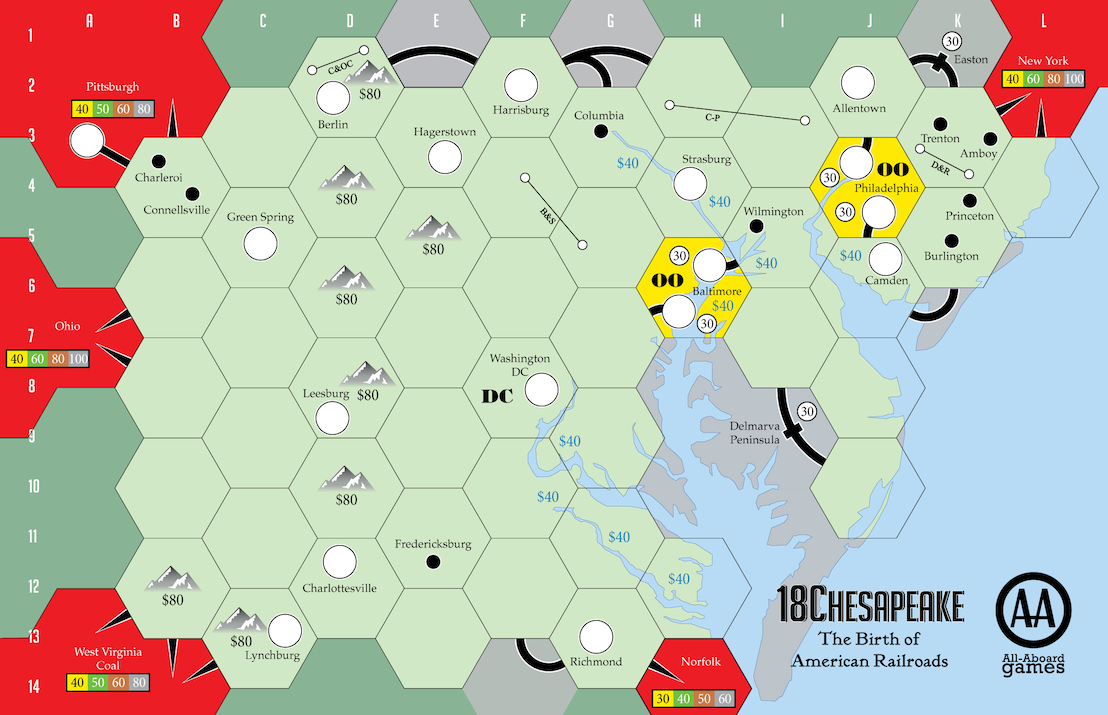 A B C D E F G H I J K L
1
30
C&OC
Easton
New York
40 60 80 100
2
Pittsburgh
40 50 60 80
$80
Berlin
Harrisburg
Columbia
C-P
Allentown
Trenton
3
Hagerstown
Strasburg
OO
Amboy
D&R
Charleroi
$40
30
Philadelphia
4
Connellsville
$80
B&S
$40
Wilmington
30
Princeton
Green Spring
5
$80
30
$40
$40
Burlington
OO
Baltimore
Camden
6
$80
$40
30
Ohio
7
40 60 80 100
Washington
DC
8
Leesburg
$80
DC
30
Delmarva
Peninsula
9
$40
10
$80
$40
11
Fredericksburg
$40
12
$80
Charlottesville
$40
18Chesapeake
The Birth of
American Railroads
AA
All-Aboard
games
13
$80
West Virginia
Coal
Lynchburg
Richmond
Norfolk
14
40 50 60 80
30 40 50 60